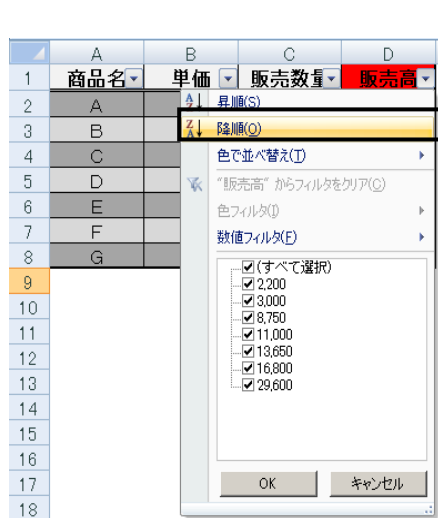 A B C D
1 商品名 単価 販売数量 販売高
2 A 昇順(S)
3 B 降順(O)
4 C 色で並べ替え(T)
5 D "販売高" からフィルタをクリア(C)
6 E 色フィルタ(I)
7 F 数値フィルタ(F)
8 G (すべて選択)
9 2,200
10 3,000
8,750
11 11,000
12 13,650
13 16,800
29,600
14
15
16
17 OK キャンセル
18